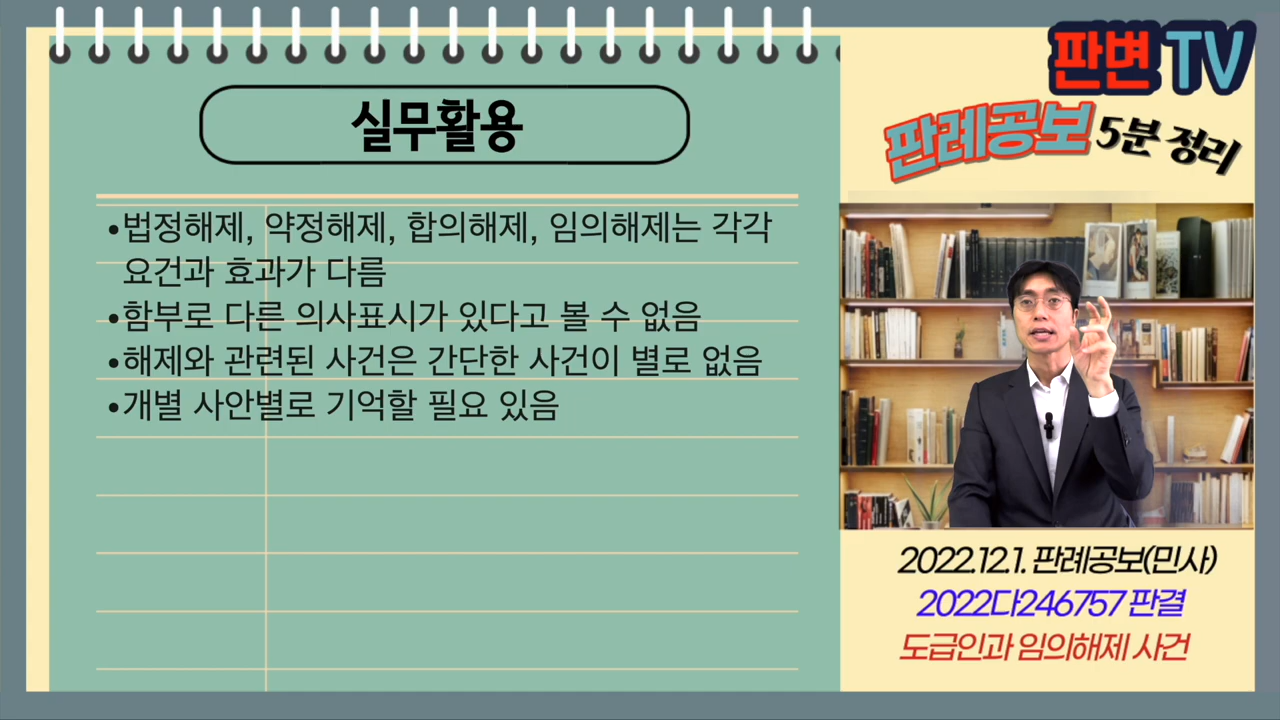 실무활용
•법정해제, 약정해제, 합의해제, 임의해제는 각각
요건과 효과가 다름
•함부로 다른 의사표시가 있다고 볼 수 없음
•해제와 관련된 사건은 간단한 사건이 별로 없음
•개별 사안별로 기억할 필요 있음
판변 TV
판례공보 5분 정리
2022.12.1. 판례공보(민사)
2022다246757 판결
도급인과 임의해제 사건